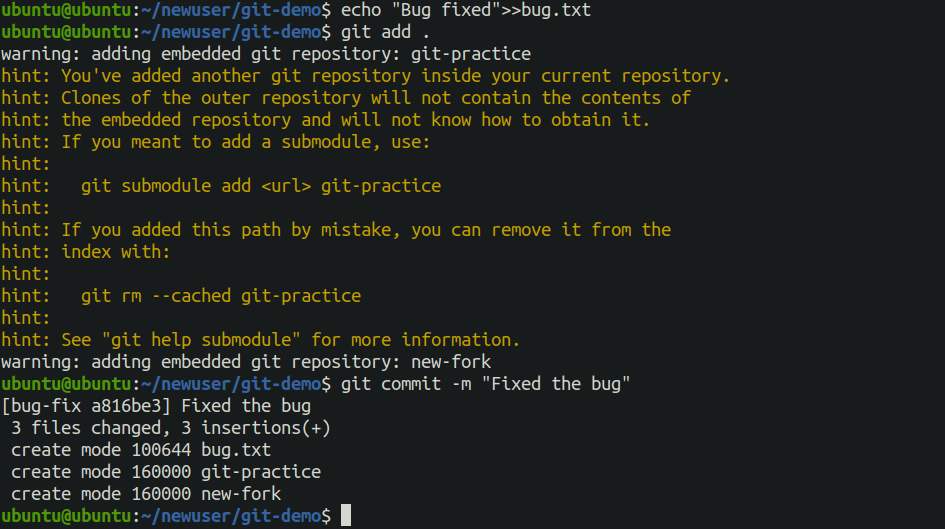 ubuntu@ubuntu:~/newuser/git-demo$ echo "Bug fixed">>bug.txt
ubuntu@ubuntu:~/newuser/git-demo$ git add .
warning: adding embedded git repository: git-practice
hint: You've added another git repository inside your current repository.
hint: Clones of the outer repository will not contain the contents of
hint: the embedded repository and will not know how to obtain it.
hint: If you meant to add a submodule, use:
hint:
hint:   git submodule add <url> git-practice
hint:
hint: If you added this path by mistake, you can remove it from the
hint: index with:
hint:
hint:   git rm --cached git-practice
hint:
hint: See "git help submodule" for more information.
warning: adding embedded git repository: new-fork
ubuntu@ubuntu:~/newuser/git-demo$ git commit -m "Fixed the bug"
[bug-fix a816be3] Fixed the bug
 3 files changed, 3 insertions(+)
 create mode 100644 bug.txt
 create mode 160000 git-practice
 create mode 160000 new-fork
ubuntu@ubuntu:~/newuser/git-demo$